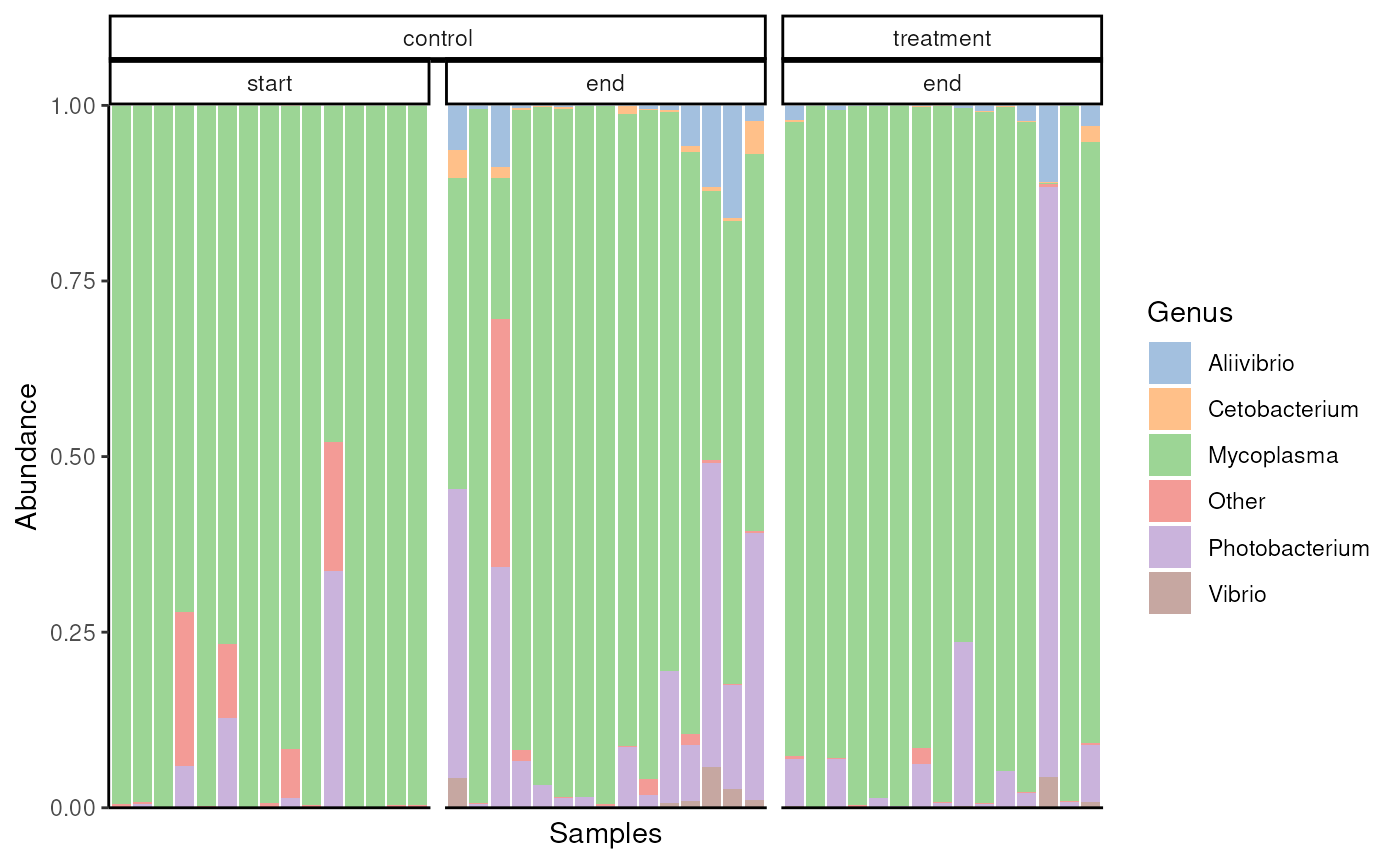 control
treatment
start
end
end
1.00
0.75
0.50
0.25
0.00
Abundance
Samples
Genus
Aliivibrio
Cetobacterium
Mycoplasma
Other
Photobacterium
Vibrio